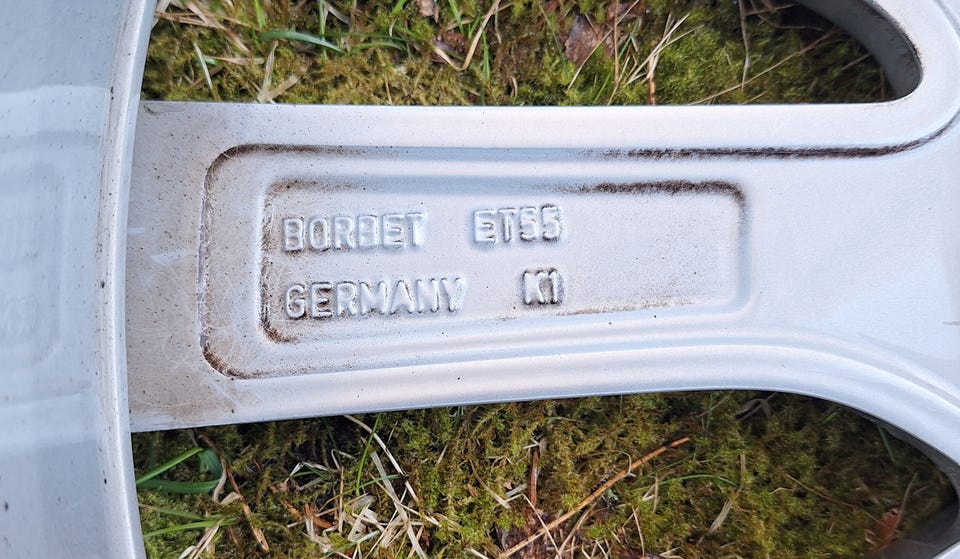 BORBET ET55
GERMANY K1